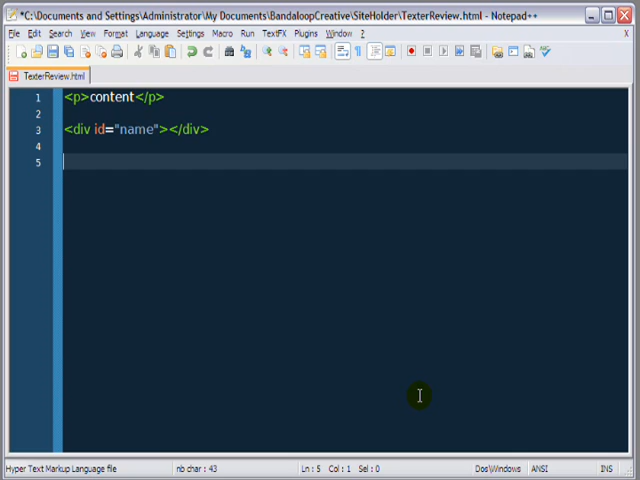 *C:\Documents and Settings\Administrator\My Documents\BandaloopCreative\SiteHolder\TexterReview.html - Notepad++
File Edit Search View Format Language Settings Macro Run TextFX Plugins Window ? X
TexterReview.html
1 <p>content</p>
2
3 <div id="name"></div>
4
5
Hyper Text Markup Language file nb char : 43 Ln : 5 Col : 1 Sel : 0 Dos\Windows ANSI INS